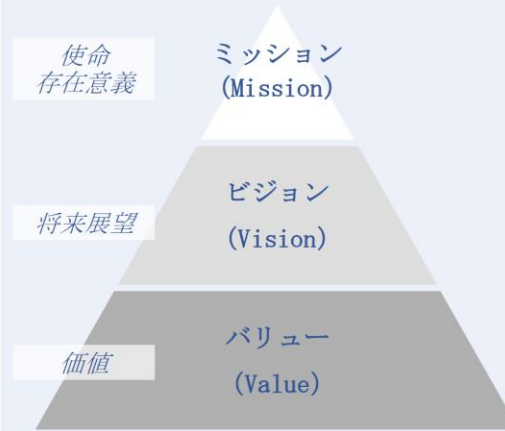 使命
存在意義
ミッション
(Mission)
将来展望
ビジョン
(Vision)
価値
バリュー
(Value)